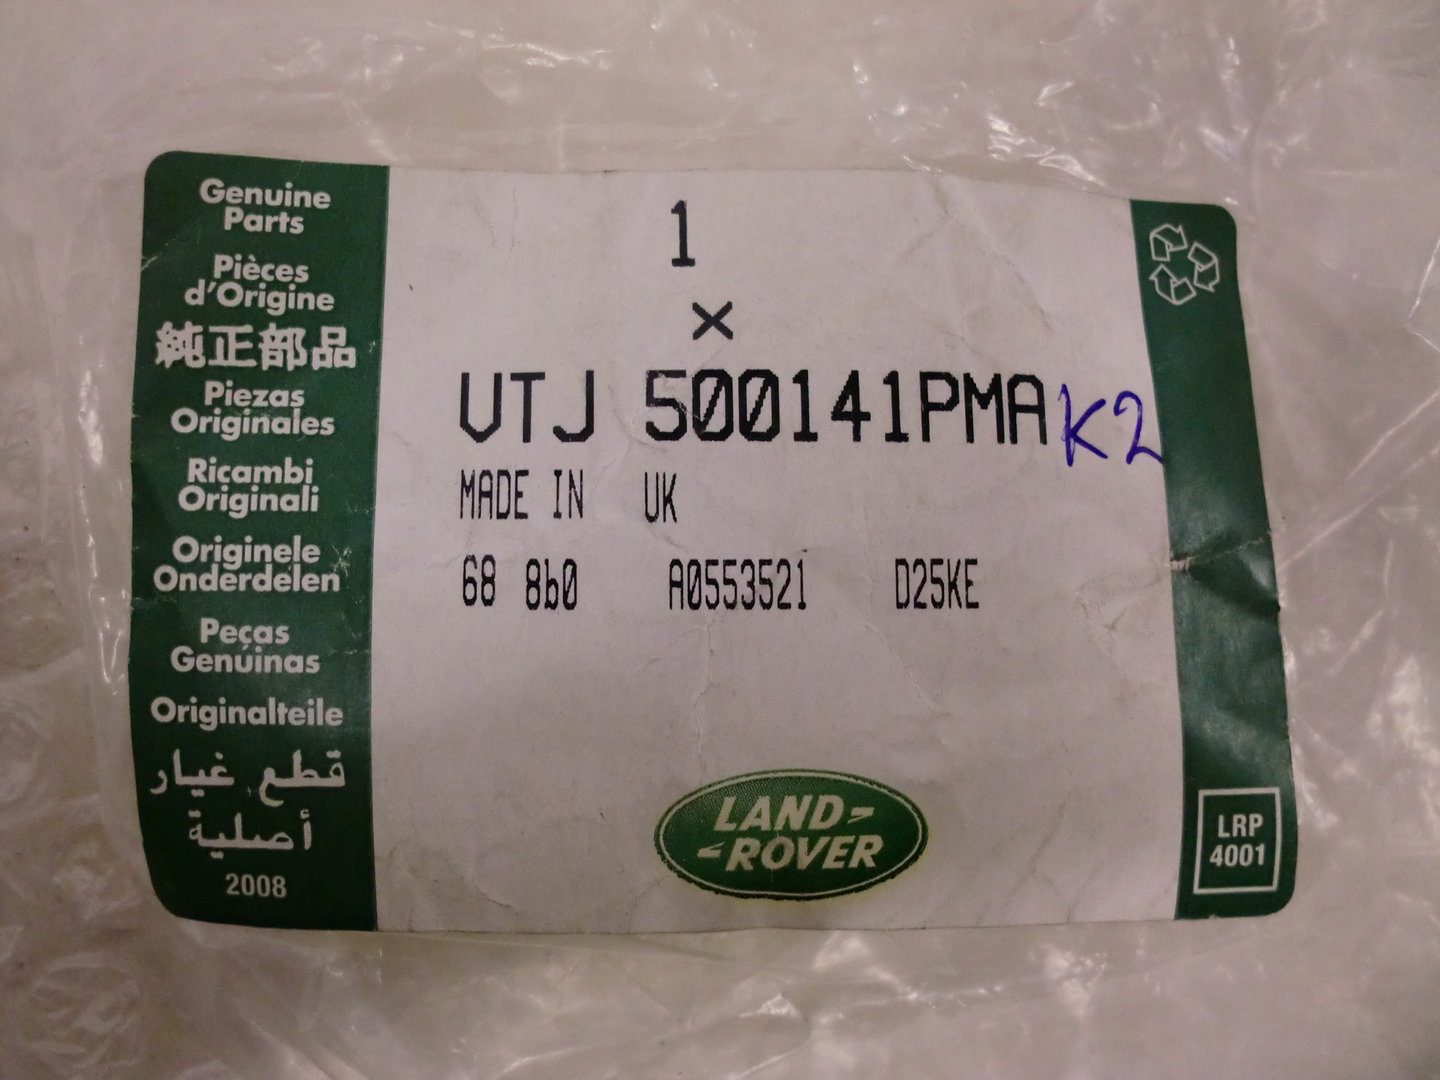 Genuine
Parts
Pièces
d'Origine
純正部品
Piezas
Originales
Ricambi
Originali
Originele
Onderdelen
Peças
Genuinas
Originalteile
قطع غيار
أصلية
2008
1
×
VTJ 500141PMA K2
MADE IN UK
68 8b0 A0553521 D25KE
LAND-
-ROVER
LRP
4001